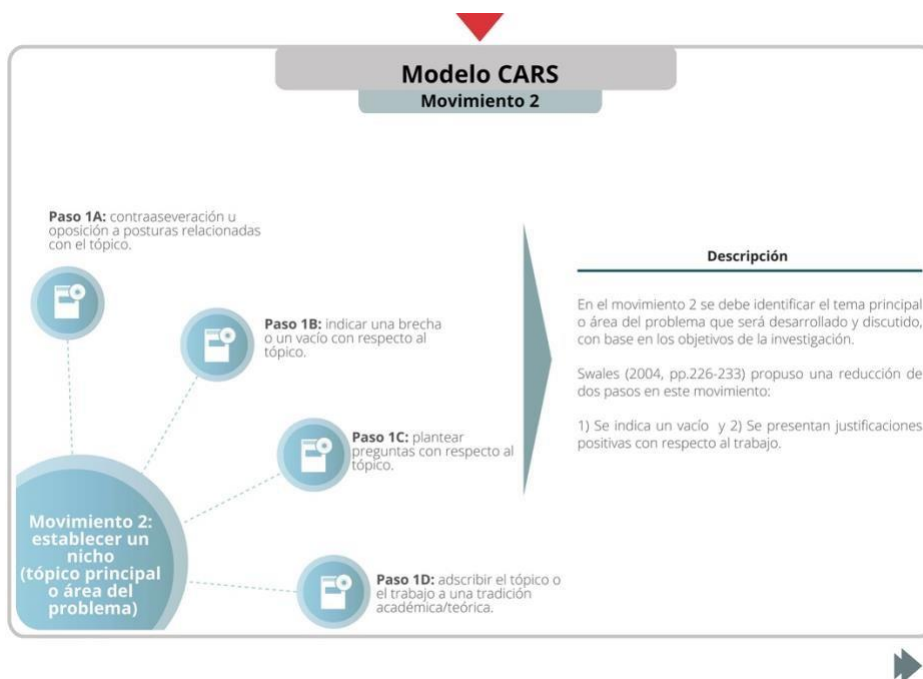 Modelo CARS
Movimiento 2
Paso 1A: contraaseveración u
oposición a posturas relacionadas
con el tópico.
Paso 1B: indicar una brecha
o un vacío con respecto al
tópico.
Paso 1C: plantear
preguntas con respecto al
tópico.
Paso 1D: adscribir el tópico o
el trabajo a una tradición
académica/teórica.
Movimiento 2:
establecer un
nicho
(tópico principal
o área del
problema)
Descripción
En el movimiento 2 se debe identificar el tema principal
o área del problema que será desarrollado y discutido,
con base en los objetivos de la investigación.
Swales (2004, pp.226-233) propuso una reducción de
dos pasos en este movimiento:
1) Se indica un vacío y 2) Se presentan justificaciones
positivas con respecto al trabajo.